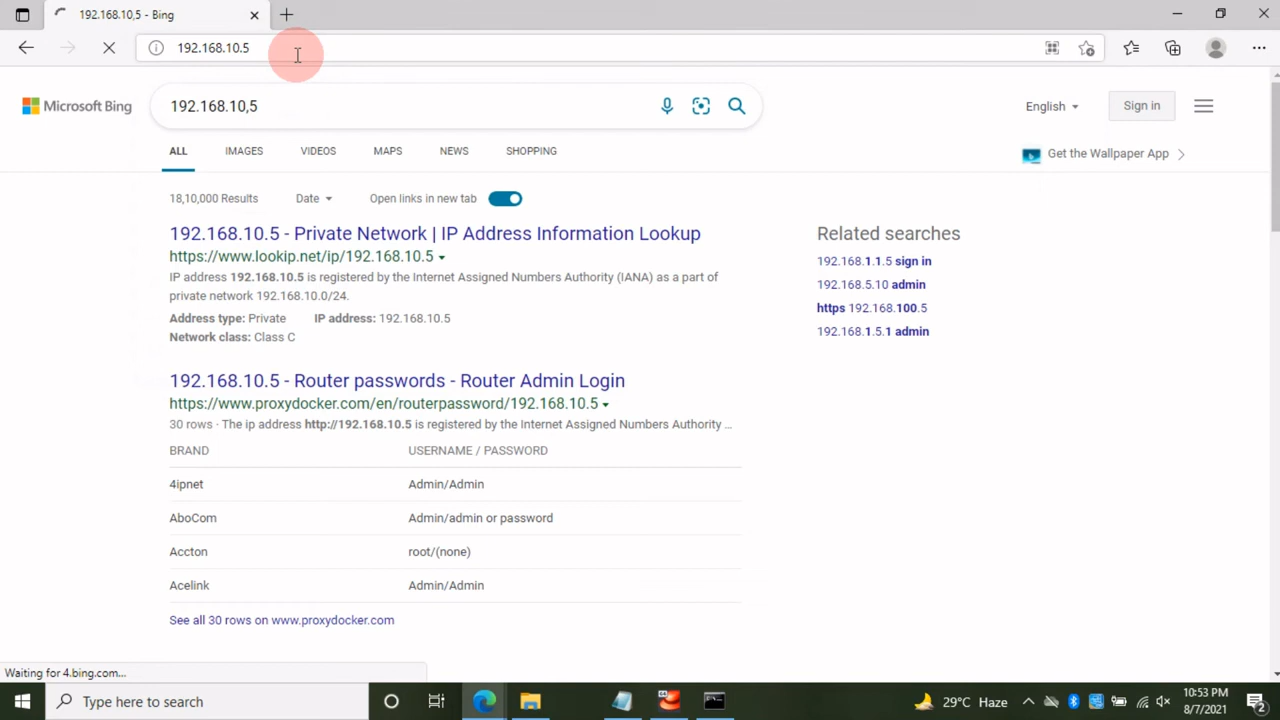 192.168.10,5 - Bing
192.168.10.5
Microsoft Bing
192.168.10,5
English
Sign in
ALL
IMAGES
VIDEOS
MAPS
NEWS
SHOPPING
Get the Wallpaper App
18,10,000 Results
Date
Open links in new tab
192.168.10.5 - Private Network | IP Address Information Lookup
https://www.lookip.net/ip/192.168.10.5
IP address 192.168.10.5 is registered by the Internet Assigned Numbers Authority (IANA) as a part of
private network 192.168.10.0/24.
Address type: Private IP address: 192.168.10.5
Network class: Class C
192.168.10.5 - Router passwords - Router Admin Login
https://www.proxydocker.com/en/routerpassword/192.168.10.5
30 rows · The ip address http://192.168.10.5 is registered by the Internet Assigned Numbers Authority ...
BRAND USERNAME / PASSWORD
4ipnet Admin/Admin
AboCom Admin/admin or password
Accton root/(none)
Acelink Admin/Admin
See all 30 rows on www.proxydocker.com
Related searches
192.168.1.1.5 sign in
192.168.5.10 admin
https 192.168.100.5
192.168.1.5.1 admin
Waiting for 4.bing.com...
Type here to search
64
29°C Haze
10:53 PM
8/7/2021
2